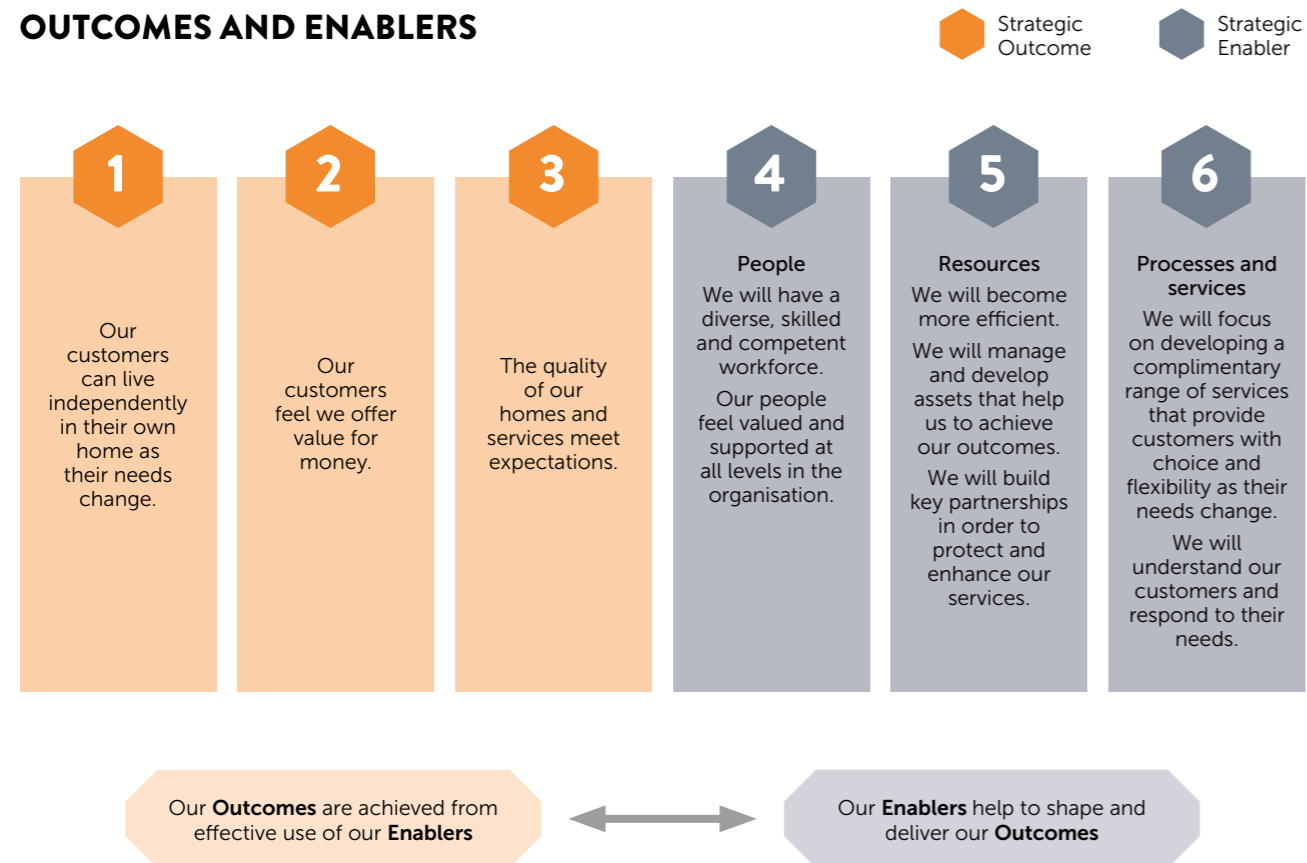 OUTCOMES AND ENABLERS
Strategic
Outcome
Strategic
Enabler
1
Our
customers
can live
independently
in their own
home as
their needs
change.
2
Our
customers
feel we offer
value for
money.
3
The quality
of our
homes and
services meet
expectations.
4
People
We will have a
diverse, skilled
and competent
workforce.
Our people
feel valued and
supported at
all levels in the
organisation.
5
Resources
We will become
more efficient.
We will manage
and develop
assets that help
us to achieve
our outcomes.
We will build
key partnerships
in order to
protect and
enhance our
services.
6
Processes and
services
We will focus
on developing a
complimentary
range of services
that provide
customers with
choice and
flexibility as their
needs change.
We will
understand our
customers and
respond to their
needs.
Our Outcomes are achieved from
effective use of our Enablers
Our Enablers help to shape and
deliver our Outcomes